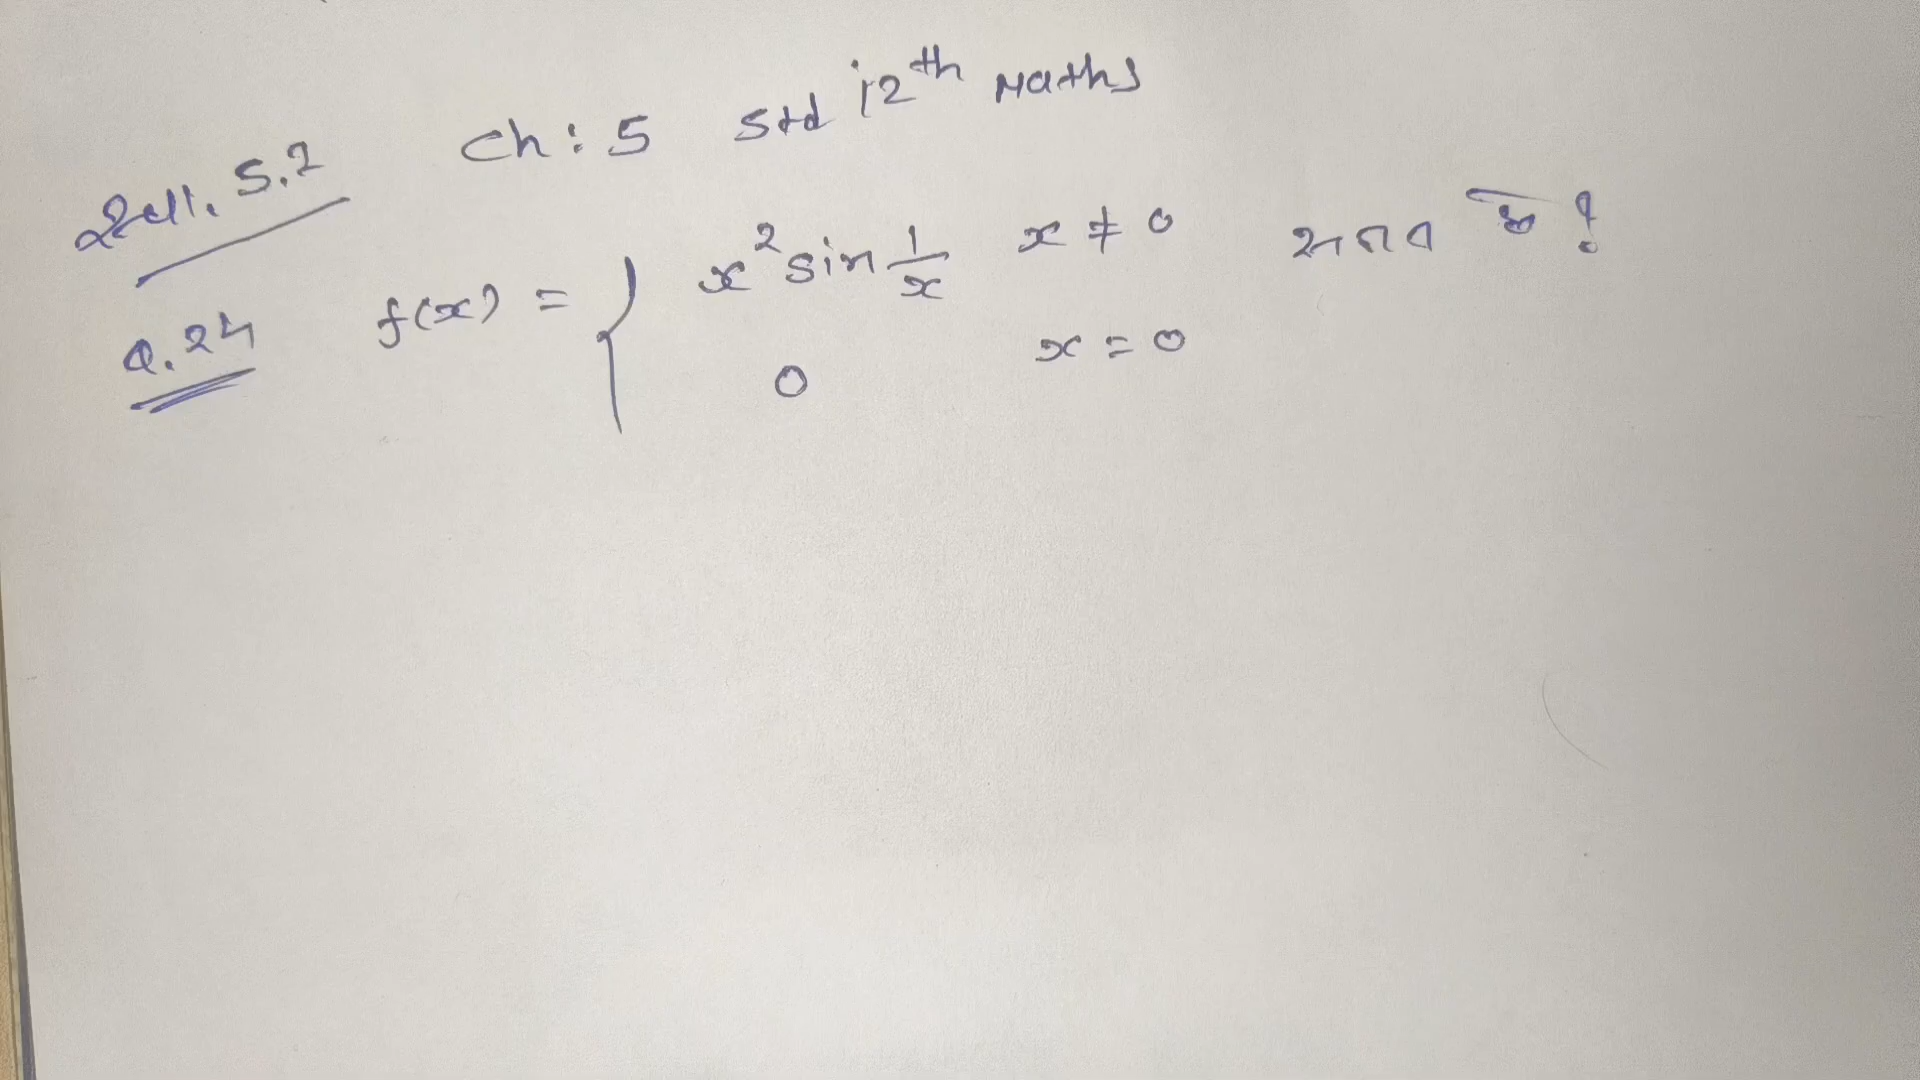 સ્વા. 5.2 Ch: 5 Std 12th Maths
Q. 24 f(x) = { x² sin 1/x x ≠ 0 સતત છે ?
0 x = 0